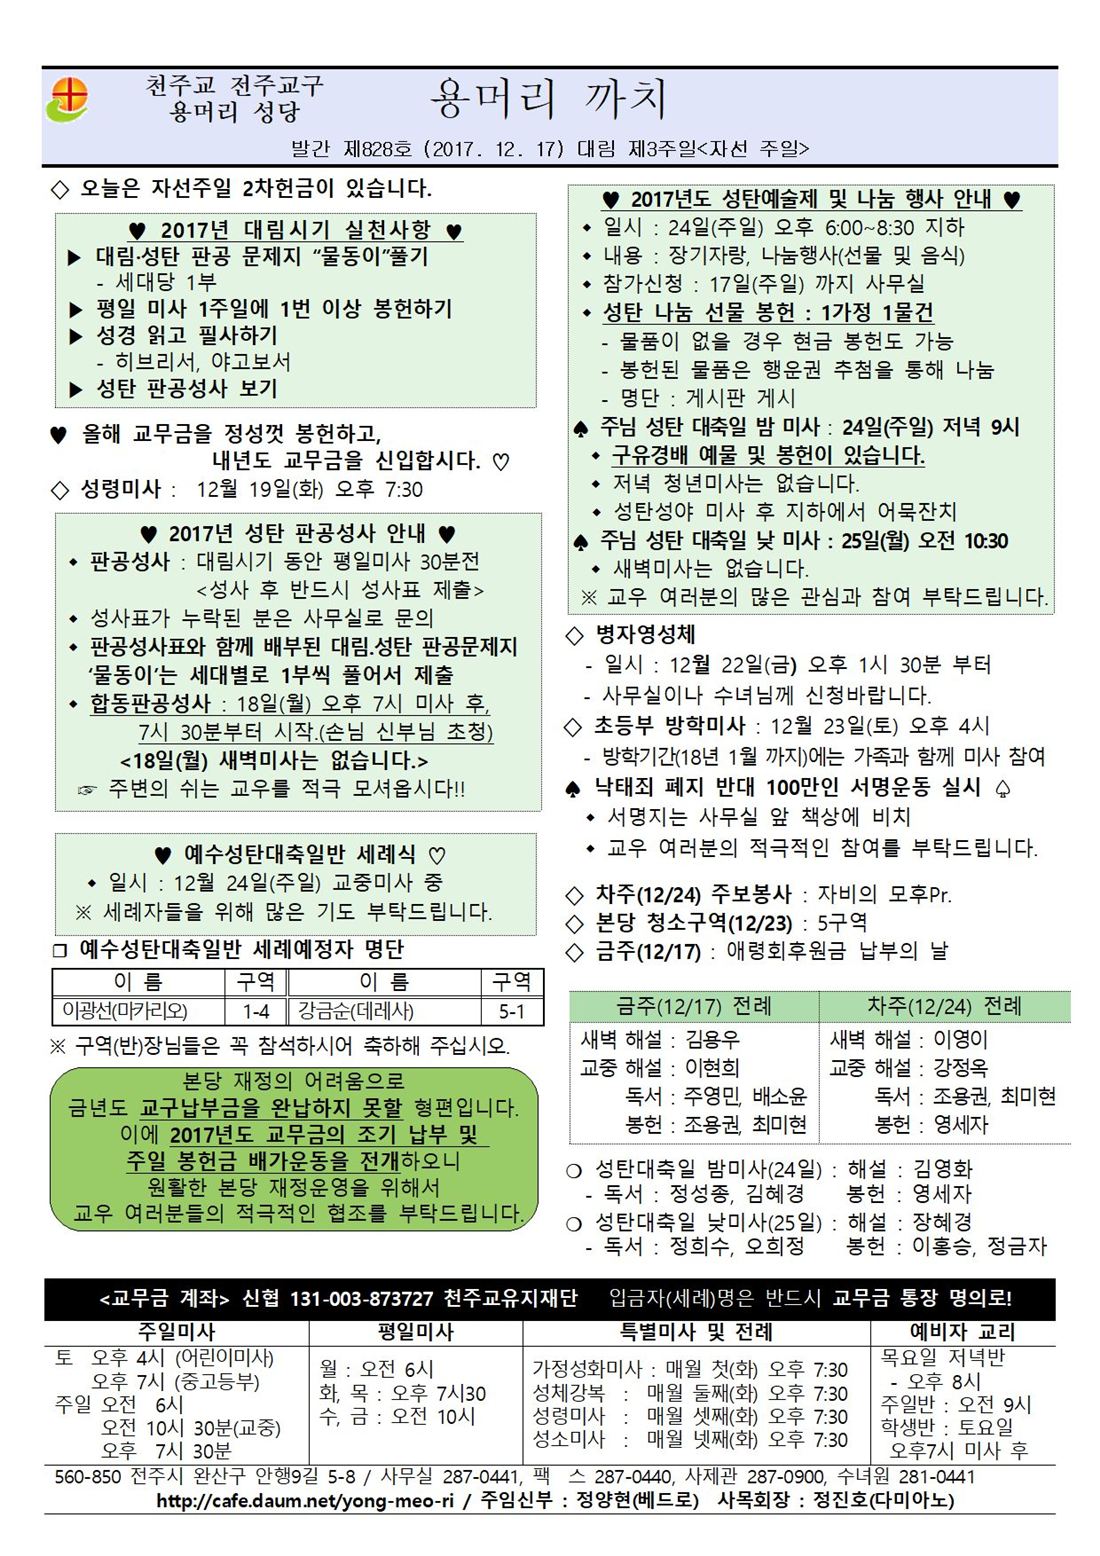 천주교 전주교구
용머리 성당
용머리 까치
발간 제828호 (2017. 12. 17) 대림 제3주일<자선 주일>
◇ 오늘은 자선주일 2차헌금이 있습니다.
♥ 2017년 대림시기 실천사항 ♥
▶ 대림·성탄 판공 문제지 “물동이”풀기
- 세대당 1부
▶ 평일 미사 1주일에 1번 이상 봉헌하기
▶ 성경 읽고 필사하기
- 히브리서, 야고보서
▶ 성탄 판공성사 보기
♥ 올해 교무금을 정성껏 봉헌하고,
내년도 교무금을 신입합시다. ♡
◇ 성령미사 : 12월 19일(화) 오후 7:30
♥ 2017년 성탄 판공성사 안내 ♥
◆ 판공성사 : 대림시기 동안 평일미사 30분전
<성사 후 반드시 성사표 제출>
◆ 성사표가 누락된 분은 사무실로 문의
◆ 판공성사표와 함께 배부된 대림.성탄 판공문제지
‘물동이’는 세대별로 1부씩 풀어서 제출
◆ 합동판공성사 : 18일(월) 오후 7시 미사 후,
7시 30분부터 시작.(손님 신부님 초청)
<18일(월) 새벽미사는 없습니다.>
☞ 주변의 쉬는 교우를 적극 모셔옵시다!!
♥ 예수성탄대축일반 세례식 ♡
◆ 일시 : 12월 24일(주일) 교중미사 중
※ 세례자들을 위해 많은 기도 부탁드립니다.
❒ 예수성탄대축일반 세례예정자 명단
이 름 구역 이 름 구역
이광선(마카리오) 1-4 강금순(데레사) 5-1
※ 구역(반)장님들은 꼭 참석하시어 축하해 주십시오.
본당 재정의 어려움으로
금년도 교구납부금을 완납하지 못할 형편입니다.
이에 2017년도 교무금의 조기 납부 및
주일 봉헌금 배가운동을 전개하오니
원활한 본당 재정운영을 위해서
교우 여러분들의 적극적인 협조를 부탁드립니다.
♥ 2017년도 성탄예술제 및 나눔 행사 안내 ♥
◆ 일시 : 24일(주일) 오후 6:00~8:30 지하
◆ 내용 : 장기자랑, 나눔행사(선물 및 음식)
◆ 참가신청 : 17일(주일) 까지 사무실
◆ 성탄 나눔 선물 봉헌 : 1가정 1물건
- 물품이 없을 경우 현금 봉헌도 가능
- 봉헌된 물품은 행운권 추첨을 통해 나눔
- 명단 : 게시판 게시
♠ 주님 성탄 대축일 밤 미사 : 24일(주일) 저녁 9시
◆ 구유경배 예물 및 봉헌이 있습니다.
◆ 저녁 청년미사는 없습니다.
◆ 성탄성야 미사 후 지하에서 어묵잔치
♠ 주님 성탄 대축일 낮 미사 : 25일(월) 오전 10:30
◆ 새벽미사는 없습니다.
※ 교우 여러분의 많은 관심과 참여 부탁드립니다.
◇ 병자영성체
- 일시 : 12월 22일(금) 오후 1시 30분 부터
- 사무실이나 수녀님께 신청바랍니다.
◇ 초등부 방학미사 : 12월 23일(토) 오후 4시
- 방학기간(18년 1월 까지)에는 가족과 함께 미사 참여
♠ 낙태죄 폐지 반대 100만인 서명운동 실시 ♤
◆ 서명지는 사무실 앞 책상에 비치
◆ 교우 여러분의 적극적인 참여를 부탁드립니다.
◇ 차주(12/24) 주보봉사 : 자비의 모후Pr.
◇ 본당 청소구역(12/23) : 5구역
◇ 금주(12/17) : 애령회후원금 납부의 날
금주(12/17) 전례 차주(12/24) 전례
새벽 해설 : 김용우 새벽 해설 : 이영이
교중 해설 : 이현희 교중 해설 : 강정옥
독서 : 주영민, 배소윤 독서 : 조용권, 최미현
봉헌 : 조용권, 최미현 봉헌 : 영세자
❍ 성탄대축일 밤미사(24일) : 해설 : 김영화
- 독서 : 정성종, 김혜경 봉헌 : 영세자
❍ 성탄대축일 낮미사(25일) : 해설 : 장혜경
- 독서 : 정희수, 오희정 봉헌 : 이홍승, 정금자
<교무금 계좌> 신협 131-003-873727 천주교유지재단 입금자(세례)명은 반드시 교무금 통장 명의로!
주일미사 평일미사 특별미사 및 전례 예비자 교리
토 오후 4시 (어린이미사)
오후 7시 (중고등부)
주일 오전 6시
오전 10시 30분(교중)
오후 7시 30분
월 : 오전 6시
화, 목 : 오후 7시30
수, 금 : 오전 10시
가정성화미사 : 매월 첫(화) 오후 7:30
성체강복 : 매월 둘째(화) 오후 7:30
성령미사 : 매월 셋째(화) 오후 7:30
성소미사 : 매월 넷째(화) 오후 7:30
목요일 저녁반
- 오후 8시
주일반 : 오전 9시
학생반 : 토요일
오후7시 미사 후
560-850 전주시 완산구 안행9길 5-8 / 사무실 287-0441, 팩 스 287-0440, 사제관 287-0900, 수녀원 281-0441
http://cafe.daum.net/yong-meo-ri / 주임신부 : 정양현(베드로) 사목회장 : 정진호(다미아노)